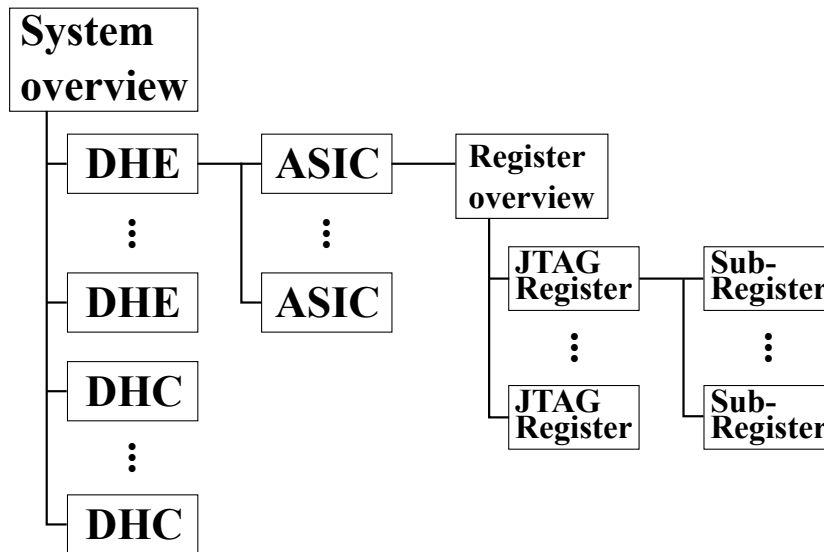 System
overview
DHE
ASIC
Register
overview
DHE
ASIC
JTAG
Register
Sub-
Register
DHC
JTAG
Register
Sub-
Register
DHC